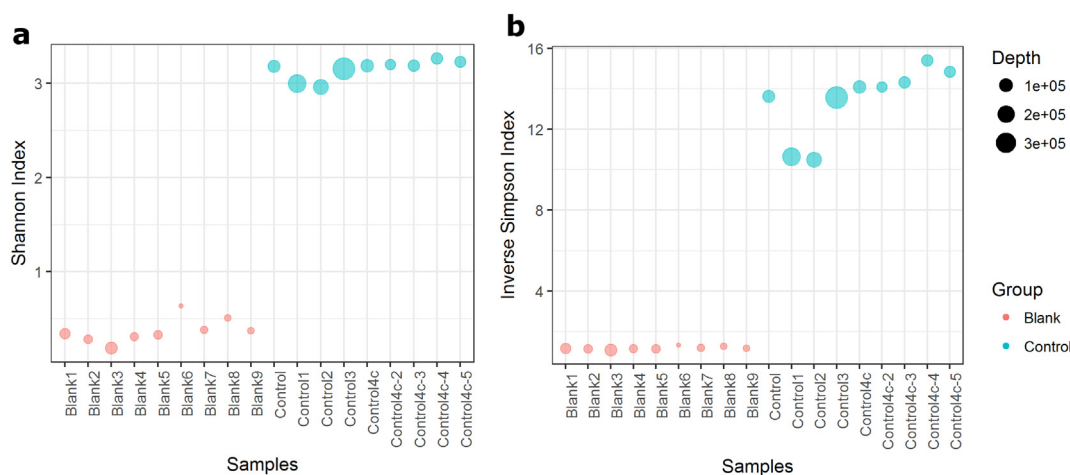 a
Shannon Index
3
2
1
Blank1
Blank2
Blank3
Blank4
Blank5
Blank6
Blank7
Blank8
Blank9
Control
Control1
Control2
Control3
Control4c
Control4c-2
Control4c-3
Control4c-4
Control4c-5
Samples
b
Inverse Simpson Index
16
12
8
4
Blank1
Blank2
Blank3
Blank4
Blank5
Blank6
Blank7
Blank8
Blank9
Control
Control1
Control2
Control3
Control4c
Control4c-2
Control4c-3
Control4c-4
Control4c-5
Samples
Depth
1e+05
2e+05
3e+05
Group
Blank
Control